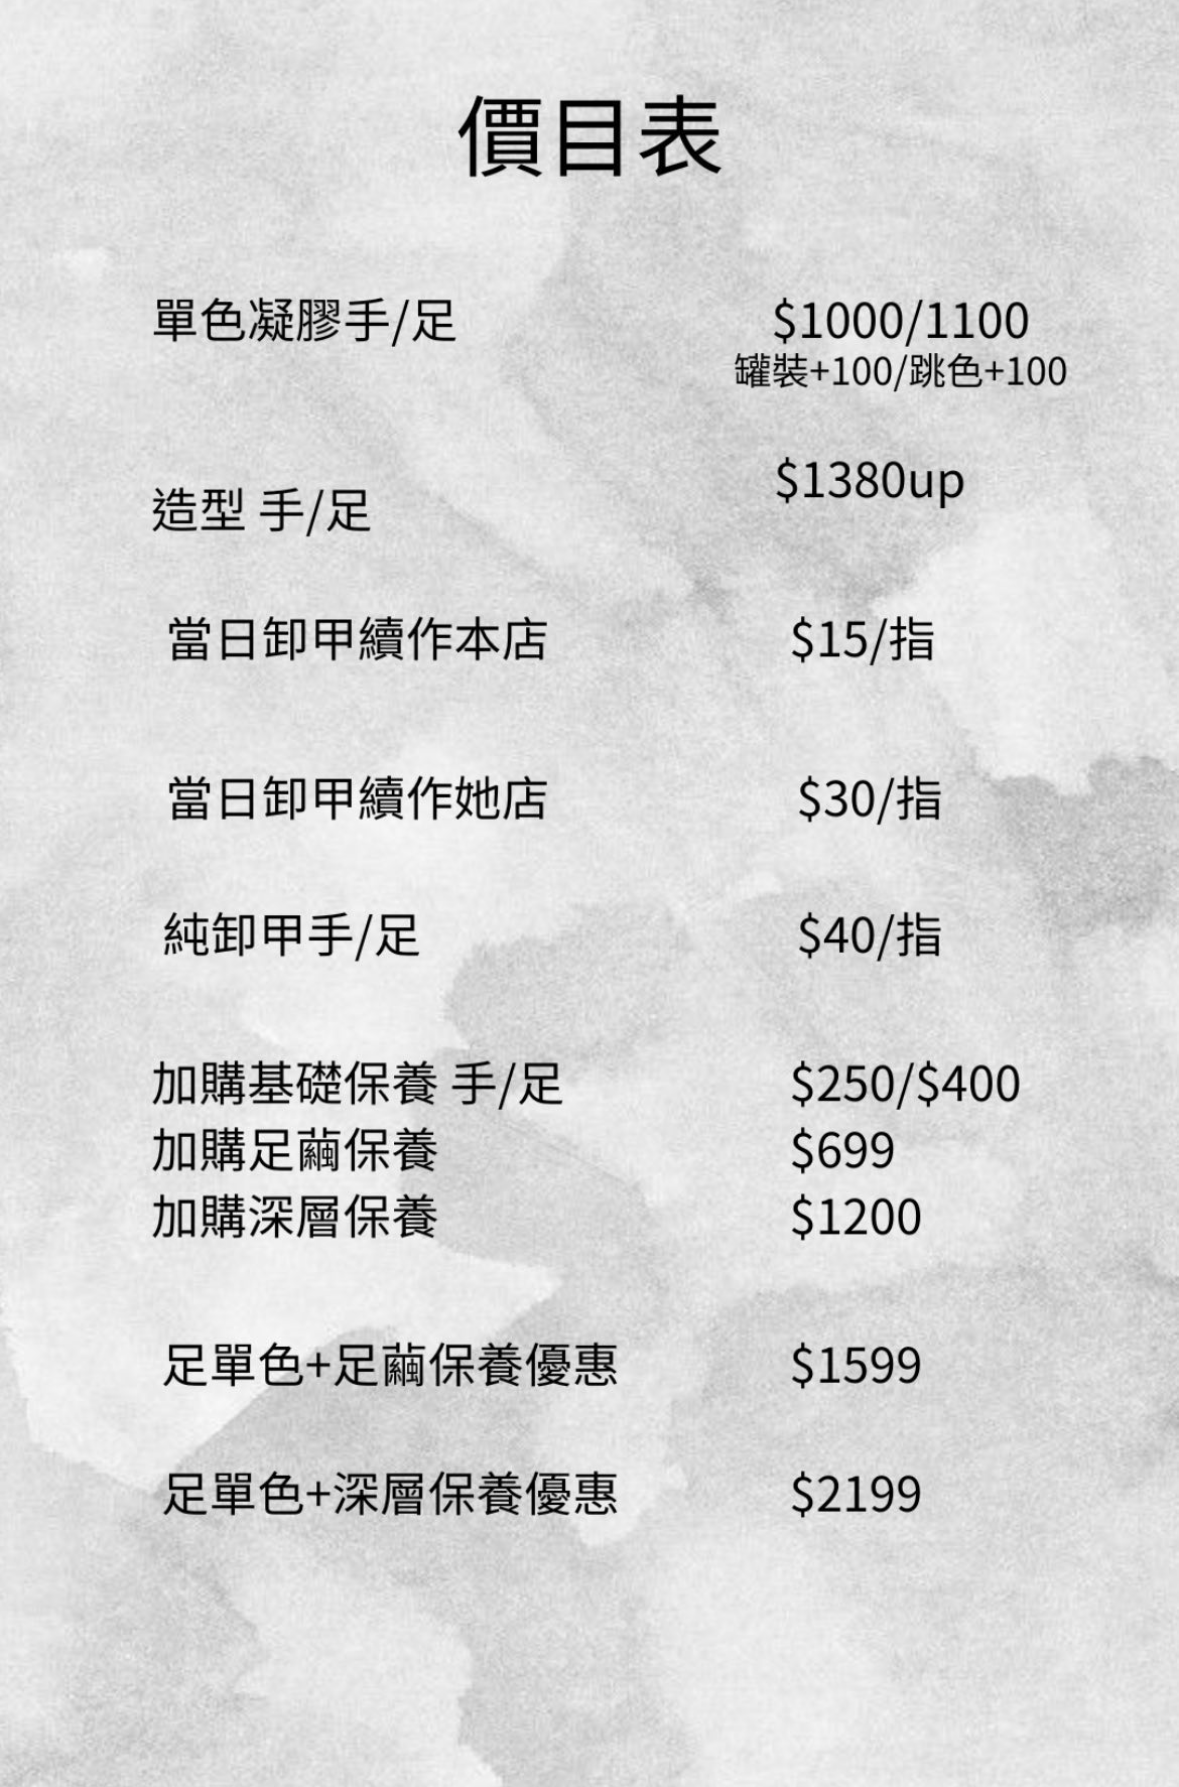 價目表
單色凝膠手/足 $1000/1100
罐裝+100/跳色+100
造型 手/足 $1380up
當日卸甲續作本店 $15/指
當日卸甲續作她店 $30/指
純卸甲手/足 $40/指
加購基礎保養 手/足 $250/$400
加購足繭保養 $699
加購深層保養 $1200
足單色+足繭保養優惠 $1599
足單色+深層保養優惠 $2199